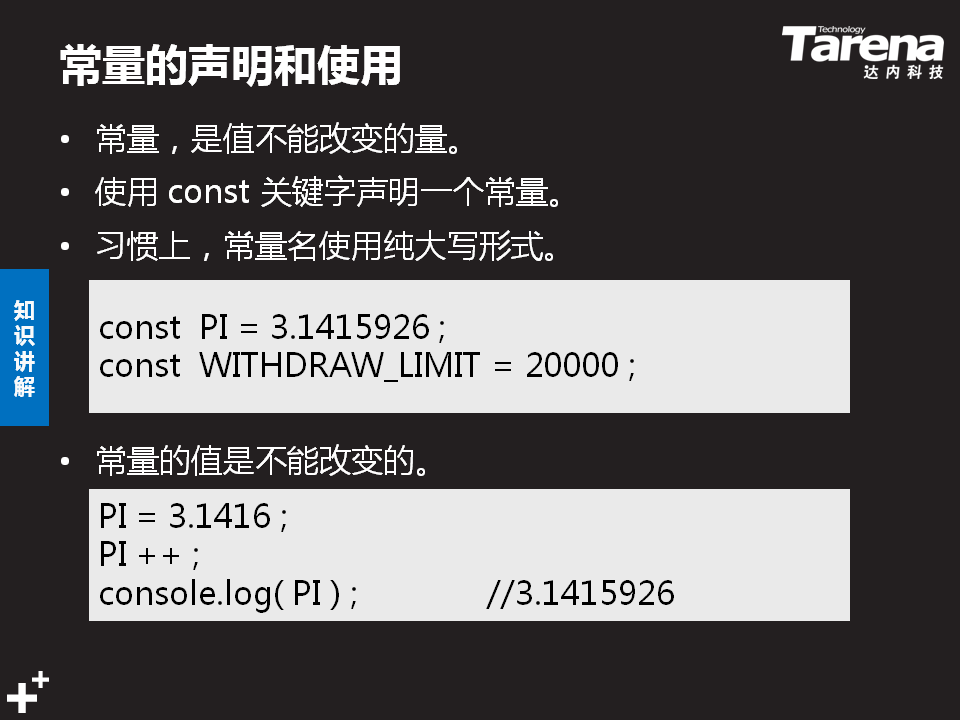 常量的声明和使用
Technology
Tarena
达内科技
• 常量，是值不能改变的量。
• 使用 const 关键字声明一个常量。
• 习惯上，常量名使用纯大写形式。
知识讲解
const PI = 3.1415926 ;
const WITHDRAW_LIMIT = 20000 ;
• 常量的值是不能改变的。
PI = 3.1416 ;
PI ++ ;
console.log( PI ) ; //3.1415926